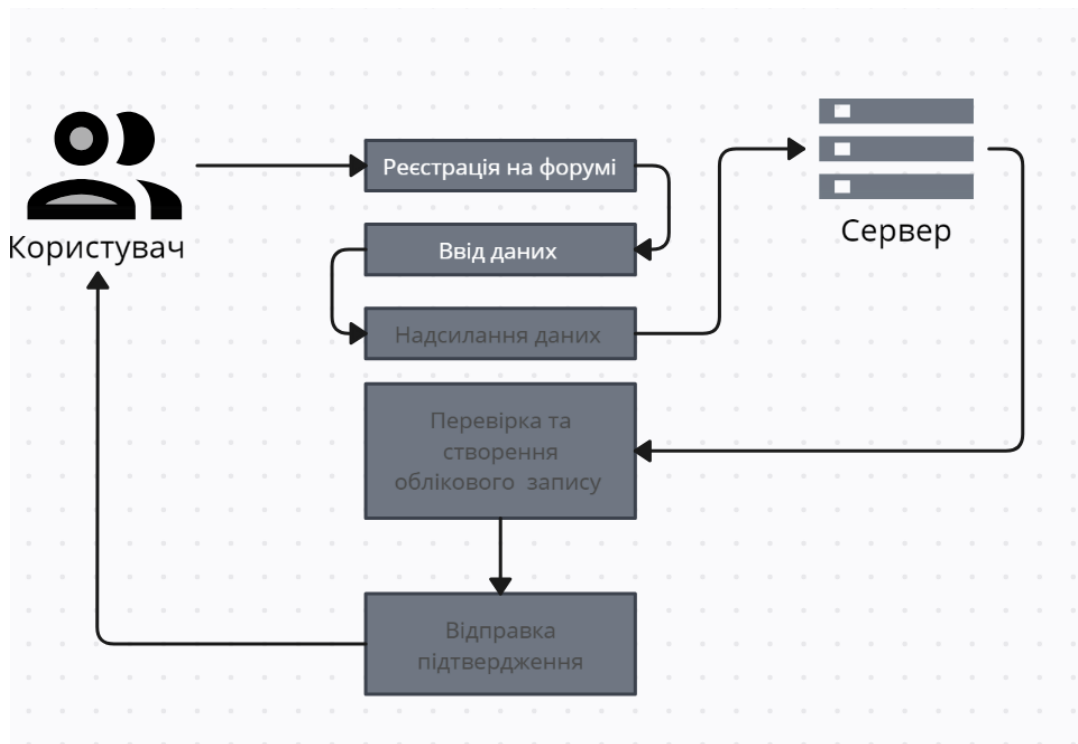 Користувач
Реєстрація на форумі
Ввід даних
Надсилання даних
Сервер
Перевірка та
створення
облікового запису
Відправка
підтвердження